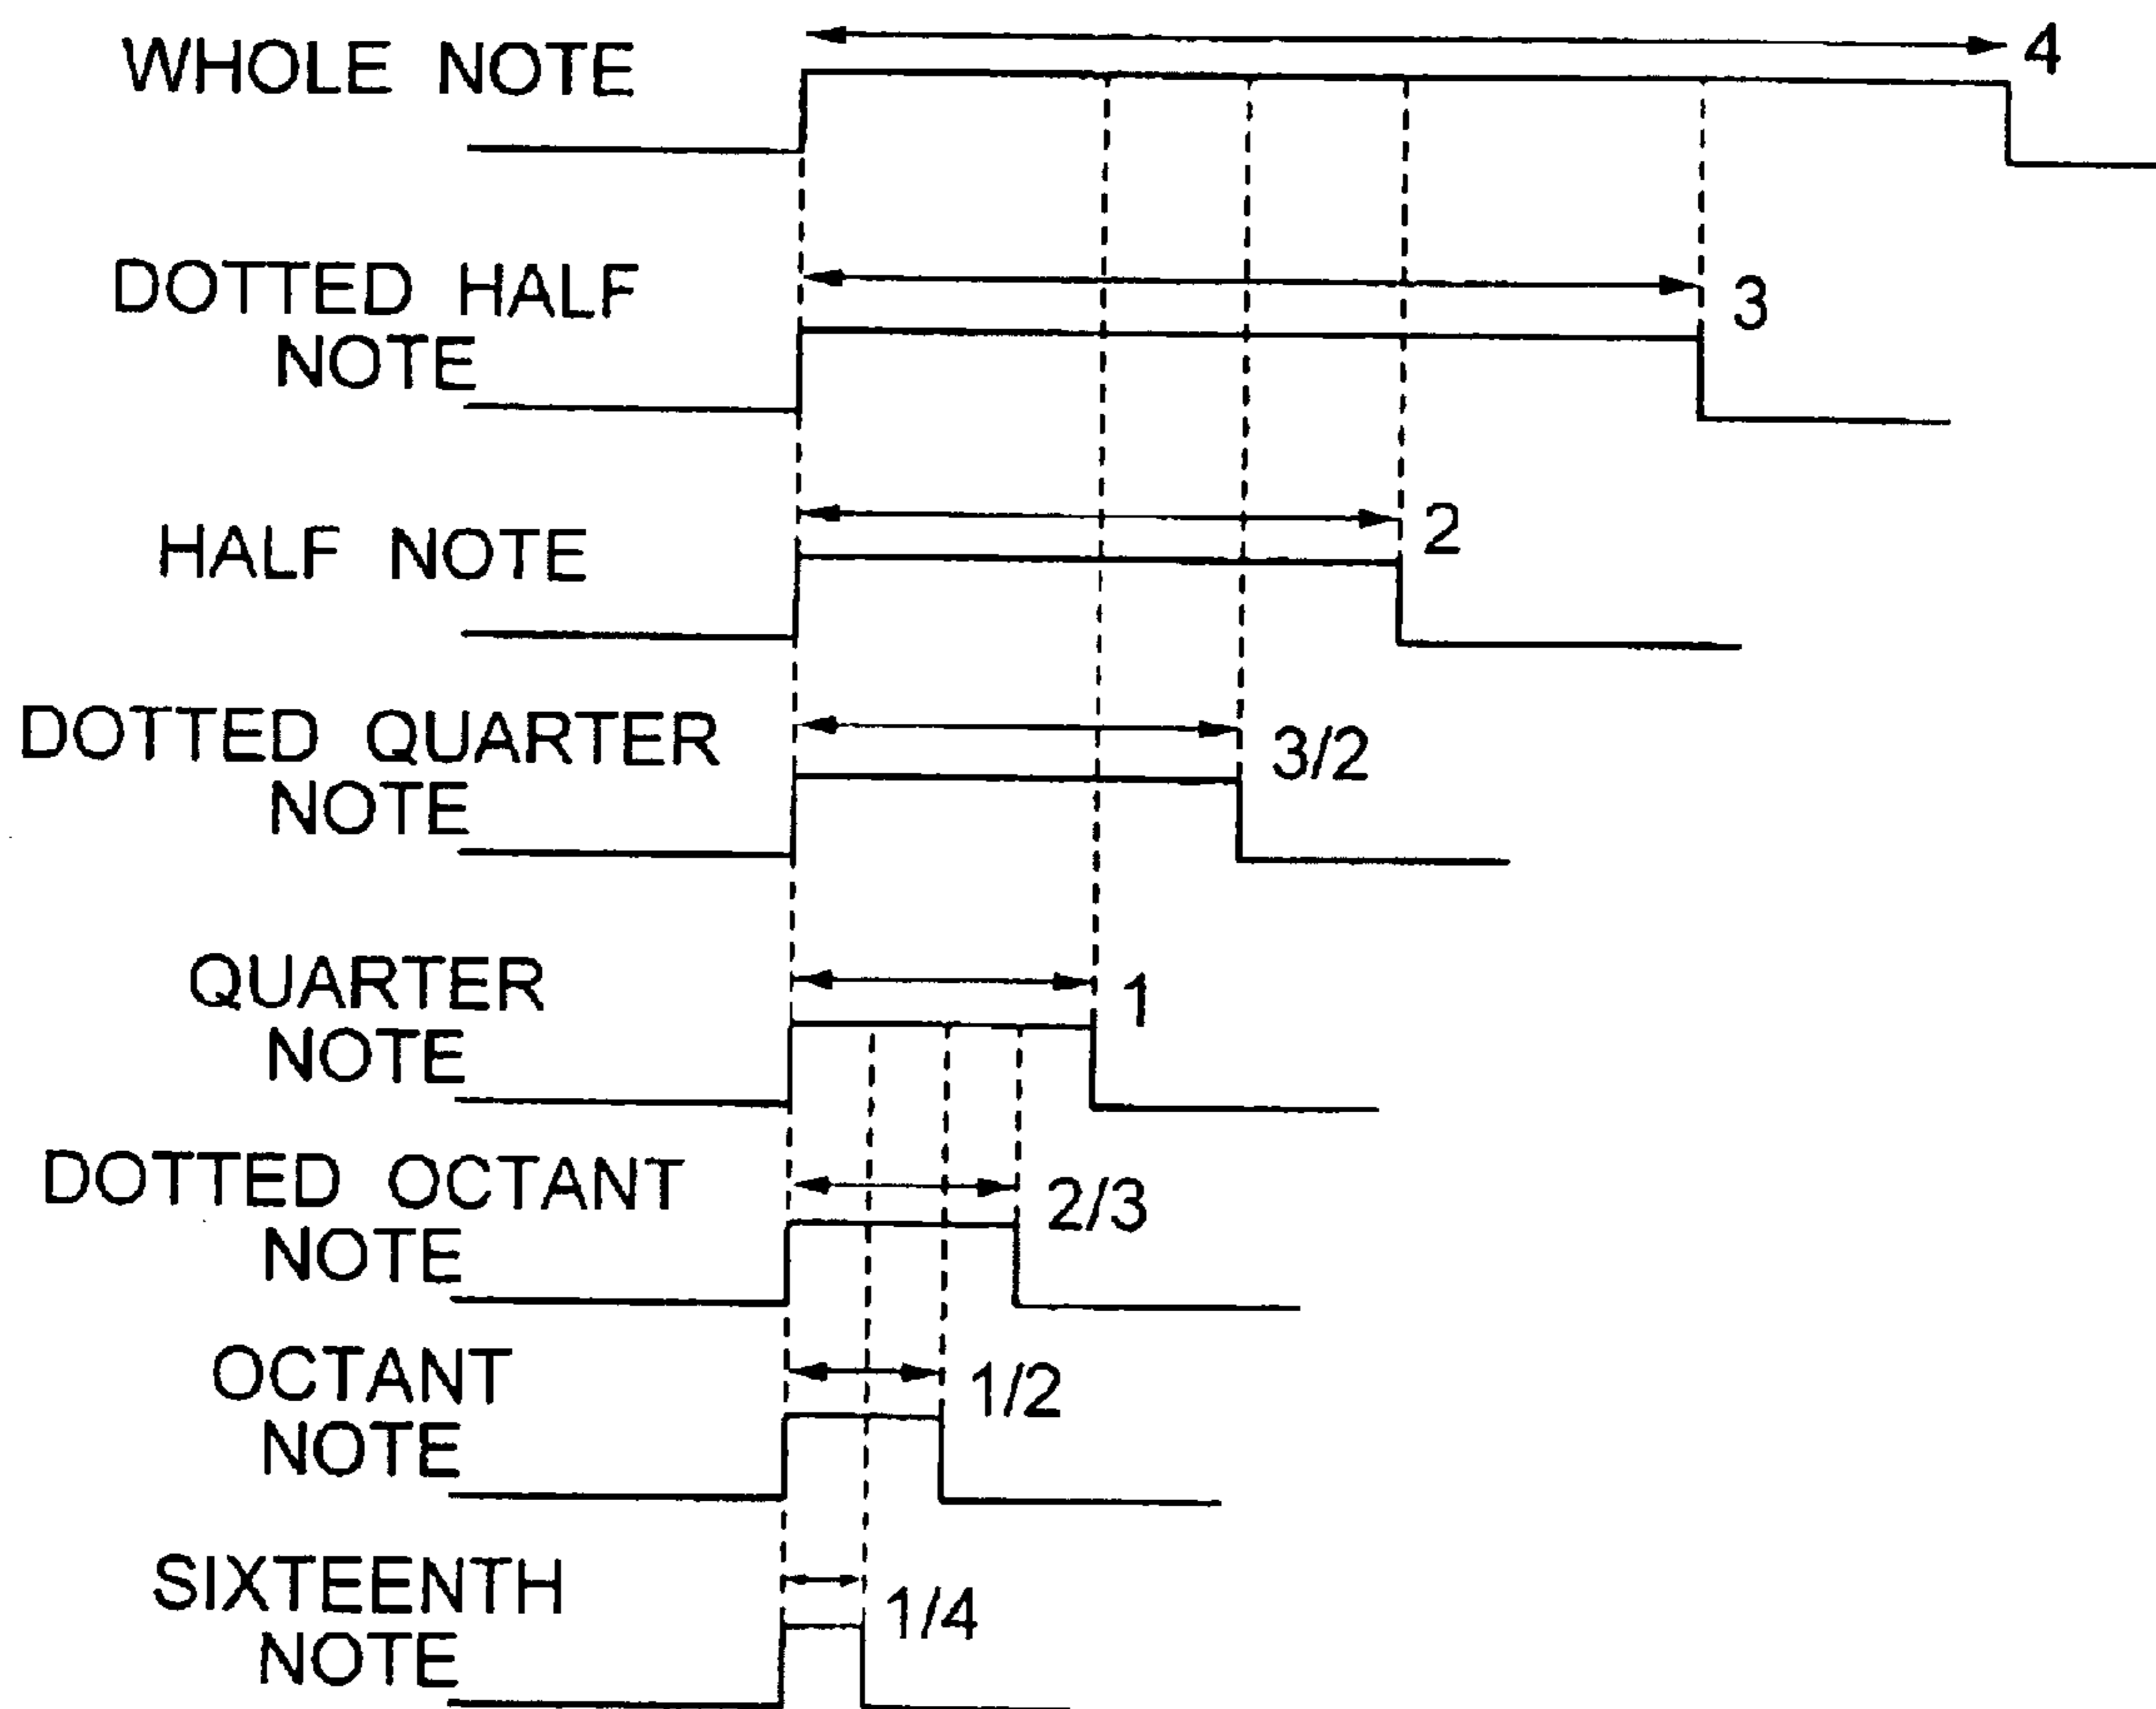 WHOLE NOTE
4
DOTTED HALF
NOTE
3
HALF NOTE
2
DOTTED QUARTER
NOTE
3/2
QUARTER
NOTE
1
DOTTED OCTANT
NOTE
2/3
OCTANT
NOTE
1/2
SIXTEENTH
NOTE
1/4